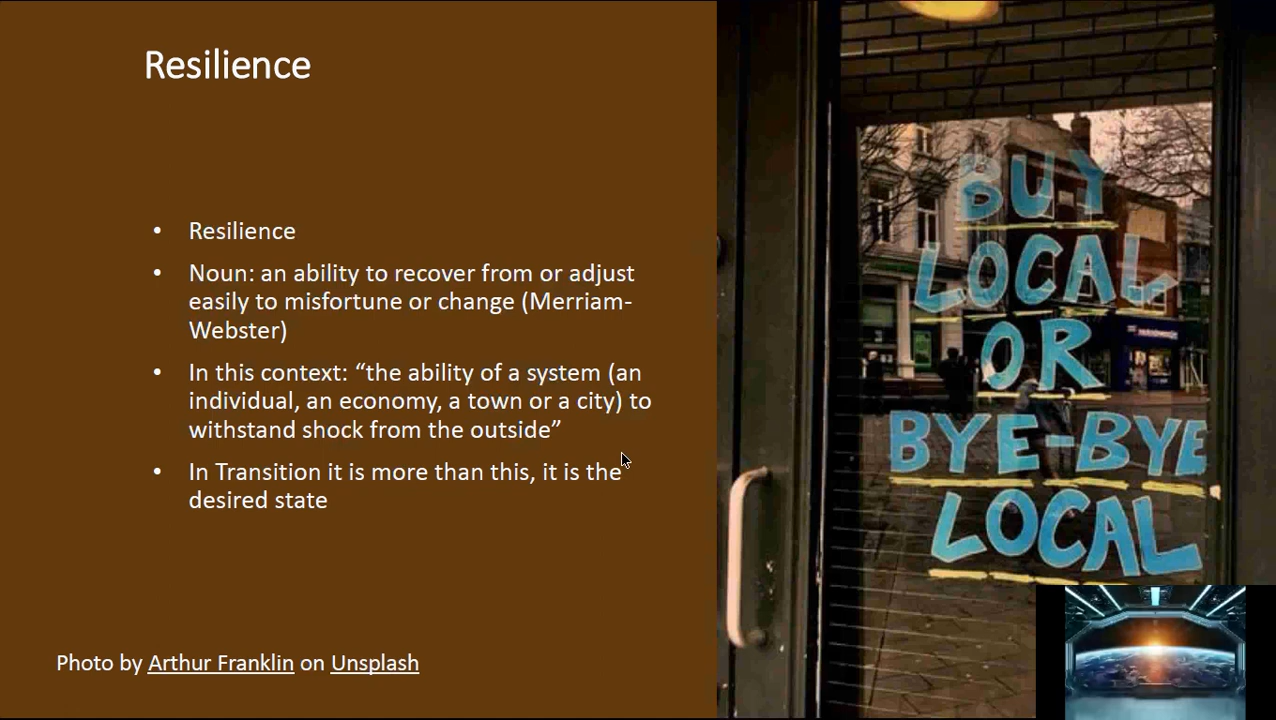 Resilience
• Resilience
• Noun: an ability to recover from or adjust
easily to misfortune or change (Merriam-
Webster)
• In this context: “the ability of a system (an
individual, an economy, a town or a city) to
withstand shock from the outside”
• In Transition it is more than this, it is the
desired state
Photo by Arthur Franklin on Unsplash
BUY
LOCAL
OR
BYE-BYE
LOCAL